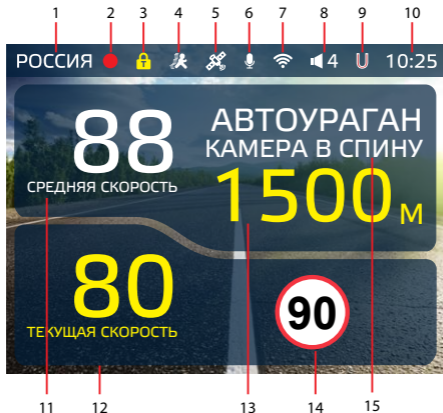 1 2 3 4 5 6 7 8 9 10
РОССИЯ T 4 U 10:25
88 АВТОУРАГАН
КАМЕРА В СПИНУ
СРЕДНЯЯ СКОРОСТЬ 1500 м
80
ТЕКУЩАЯ СКОРОСТЬ 90
11 12 13 14 15